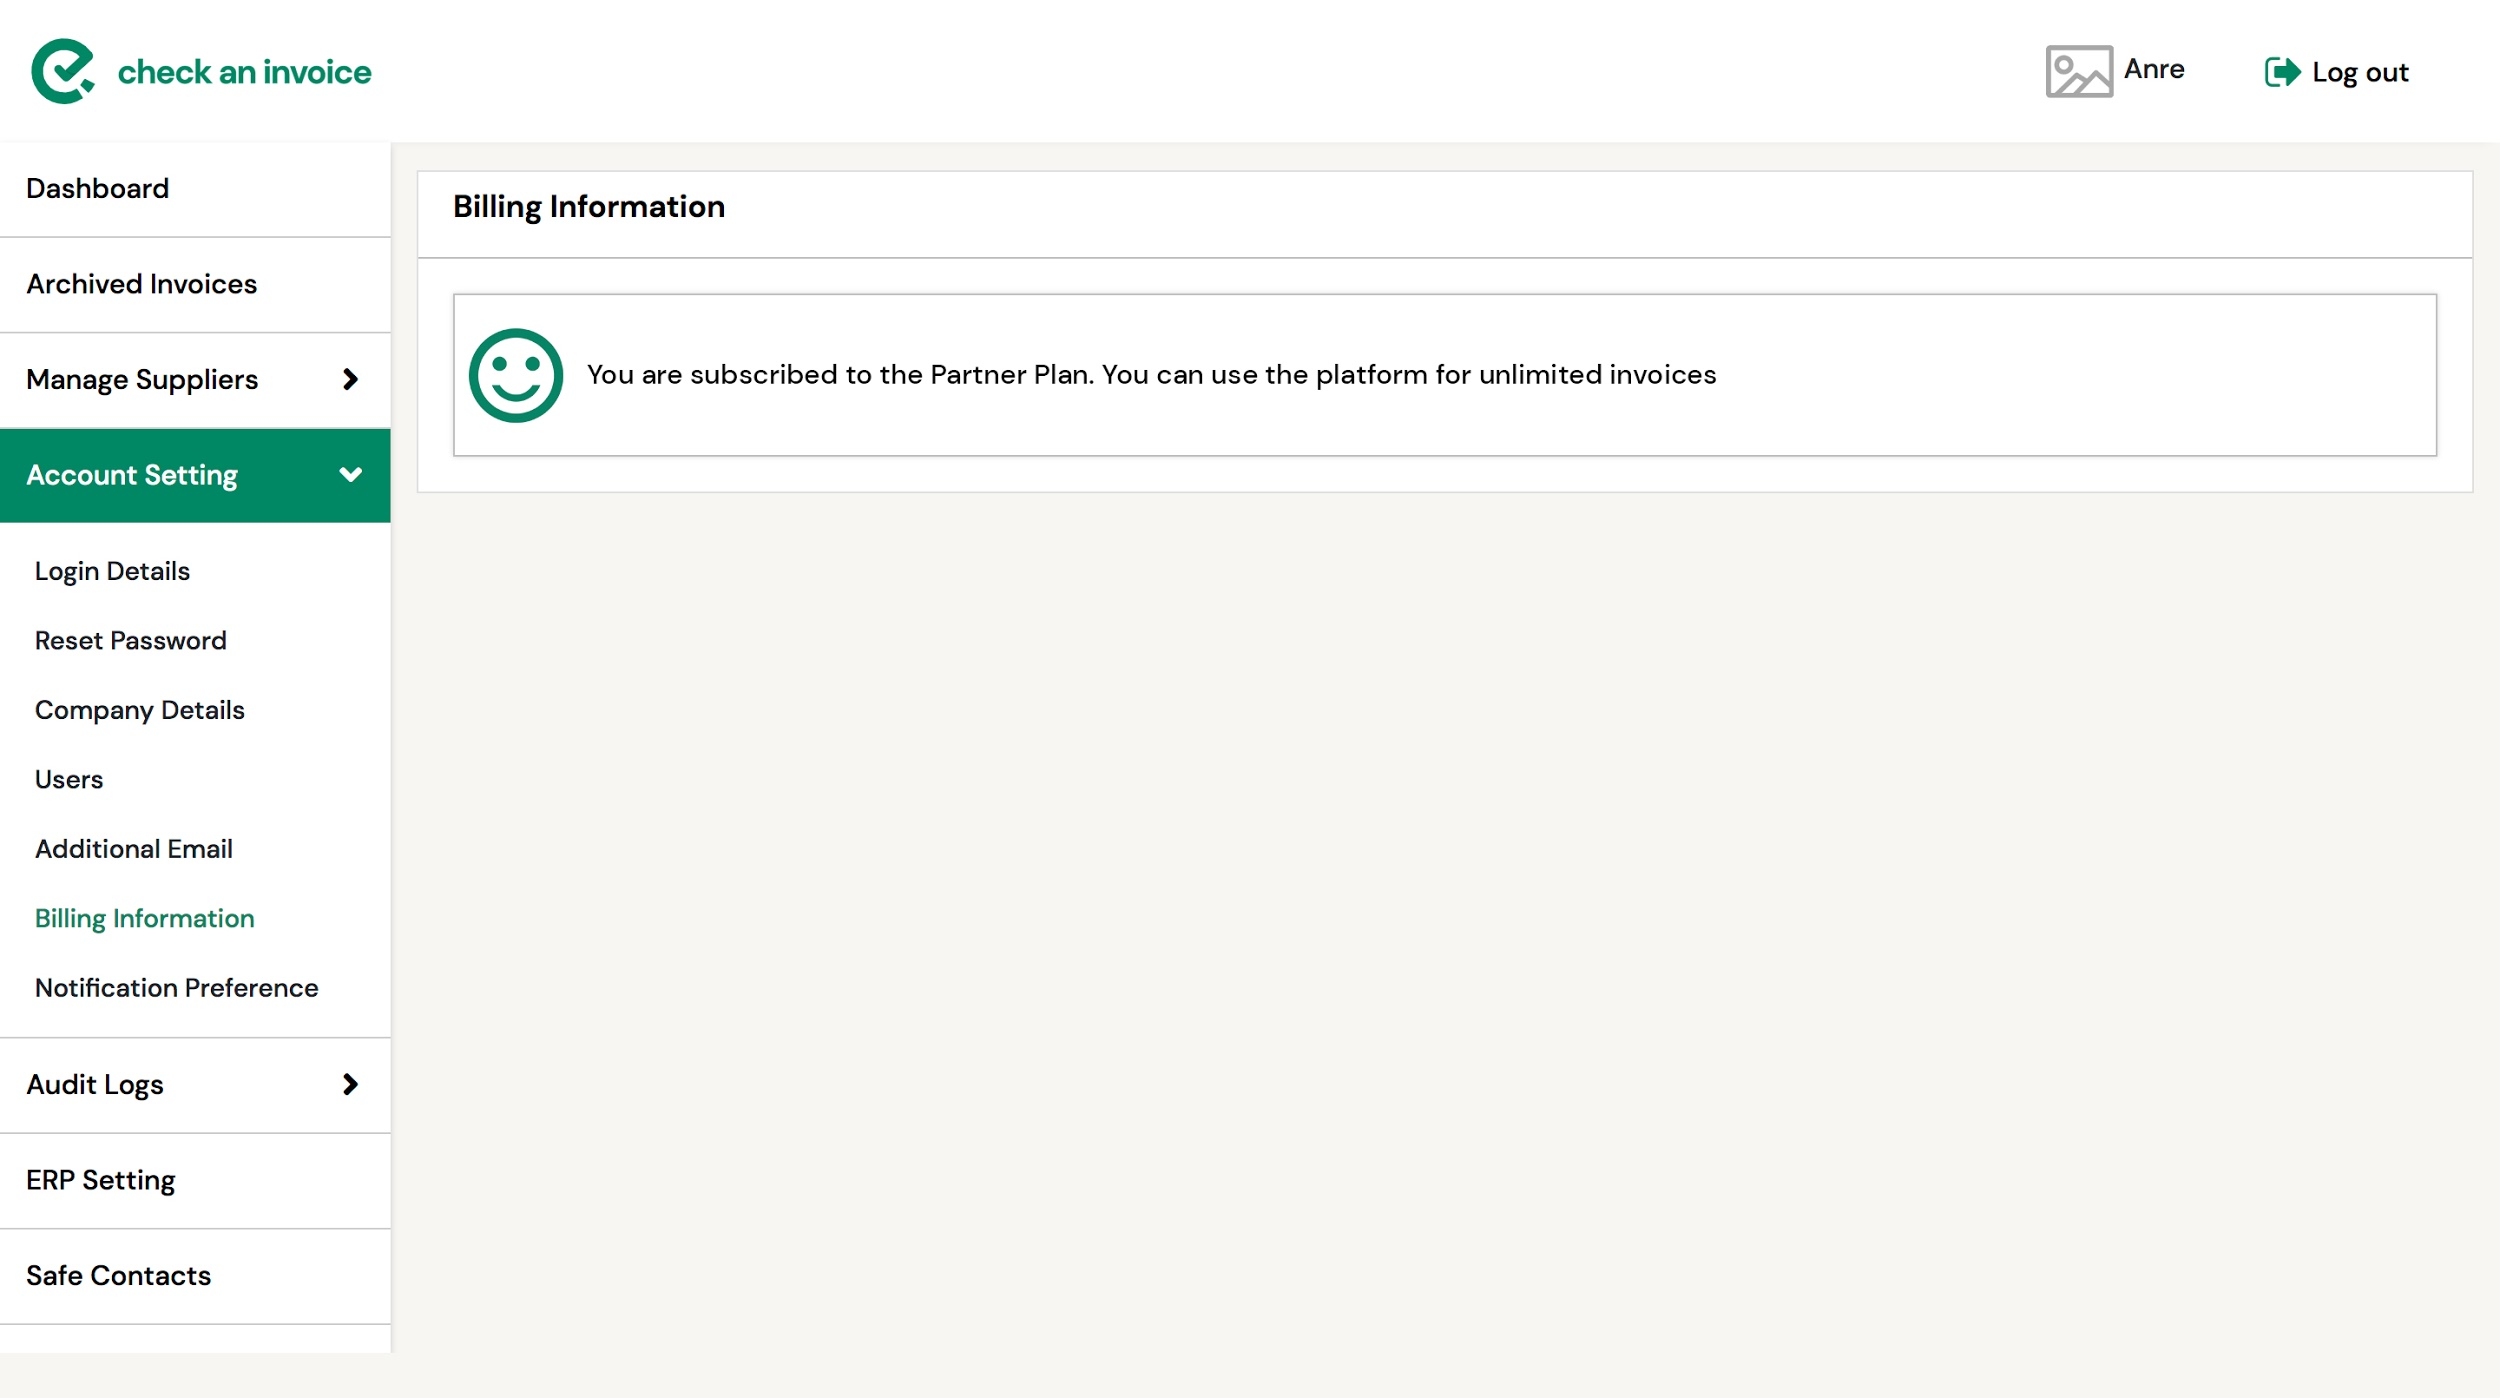 check an invoice
Anre
Log out
Dashboard
Archived Invoices
Manage Suppliers
Account Setting
Login Details
Reset Password
Company Details
Users
Additional Email
Billing Information
Notification Preference
Audit Logs
ERP Setting
Safe Contacts
Billing Information
You are subscribed to the Partner Plan. You can use the platform for unlimited invoices